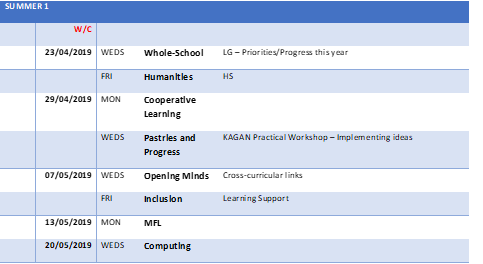 SUMMER 1
W/C
23/04/2019 WEDS Whole-School LG – Priorities/Progress this year
FRI Humanities HS
29/04/2019 MON Cooperative
Learning
WEDS Pastries and KAGAN Practical Workshop – Implementing ideas
Progress
07/05/2019 WEDS Opening Minds Cross-curricular links
FRI Inclusion Learning Support
13/05/2019 MON MFL
20/05/2019 WEDS Computing